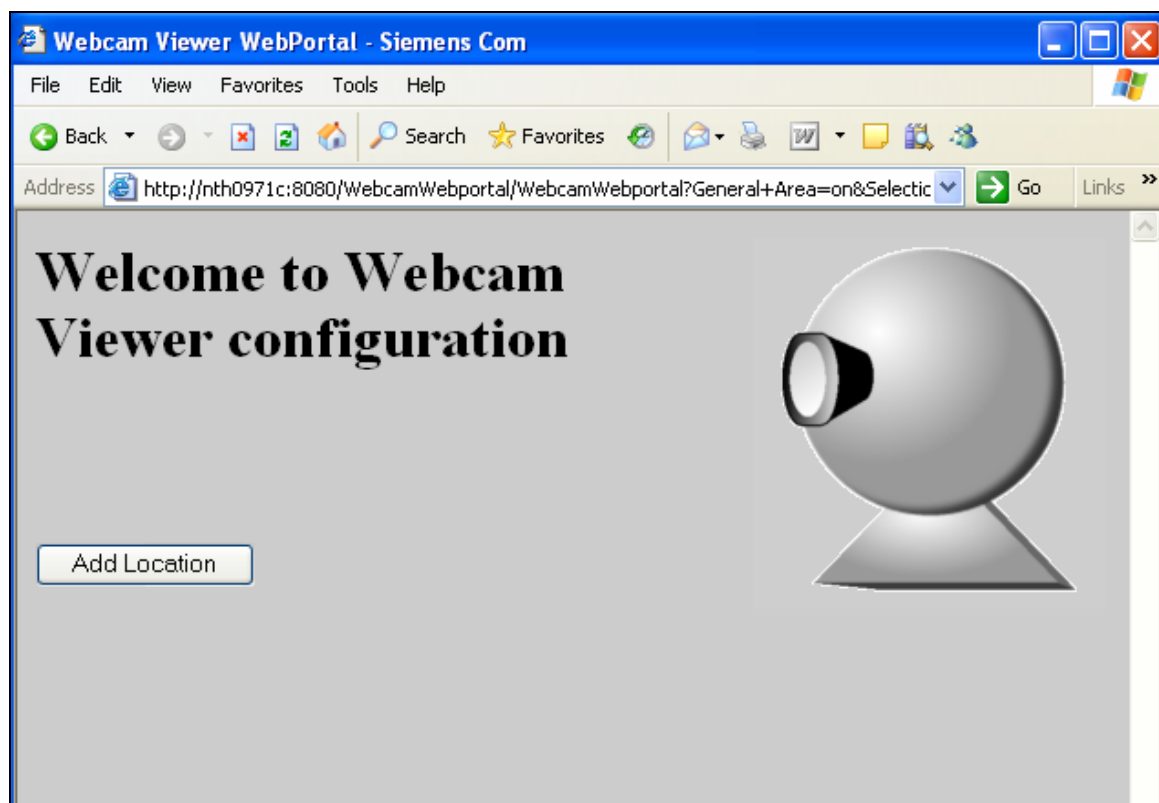 Webcam Viewer WebPortal - Siemens Com
File Edit View Favorites Tools Help
Back Search Favorites W
Address http://nth0971c:8080/WebcamWebportal/WebcamWebportal?General+Area=on&Selectic Go Links »
Welcome to Webcam
Viewer configuration
Add Location